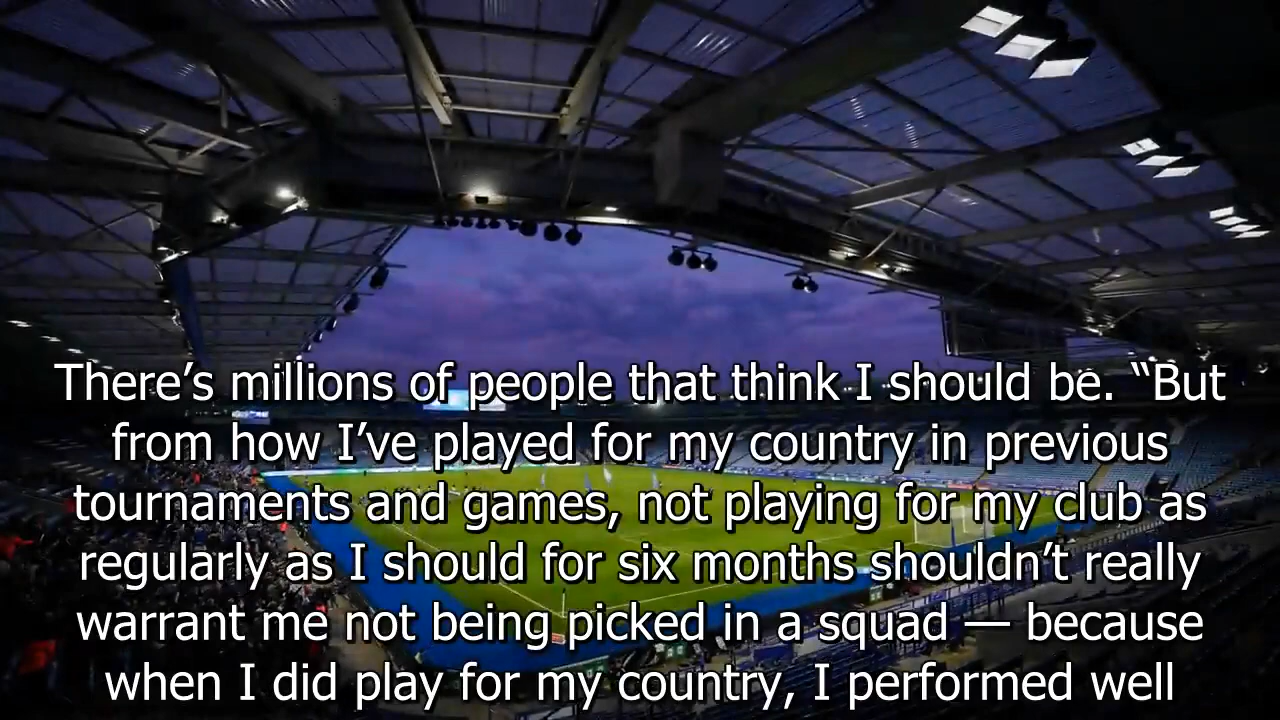 There’s millions of people that think I should be. “But
from how I’ve played for my country in previous
tournaments and games, not playing for my club as
regularly as I should for six months shouldn’t really
warrant me not being picked in a squad — because
when I did play for my country, I performed well